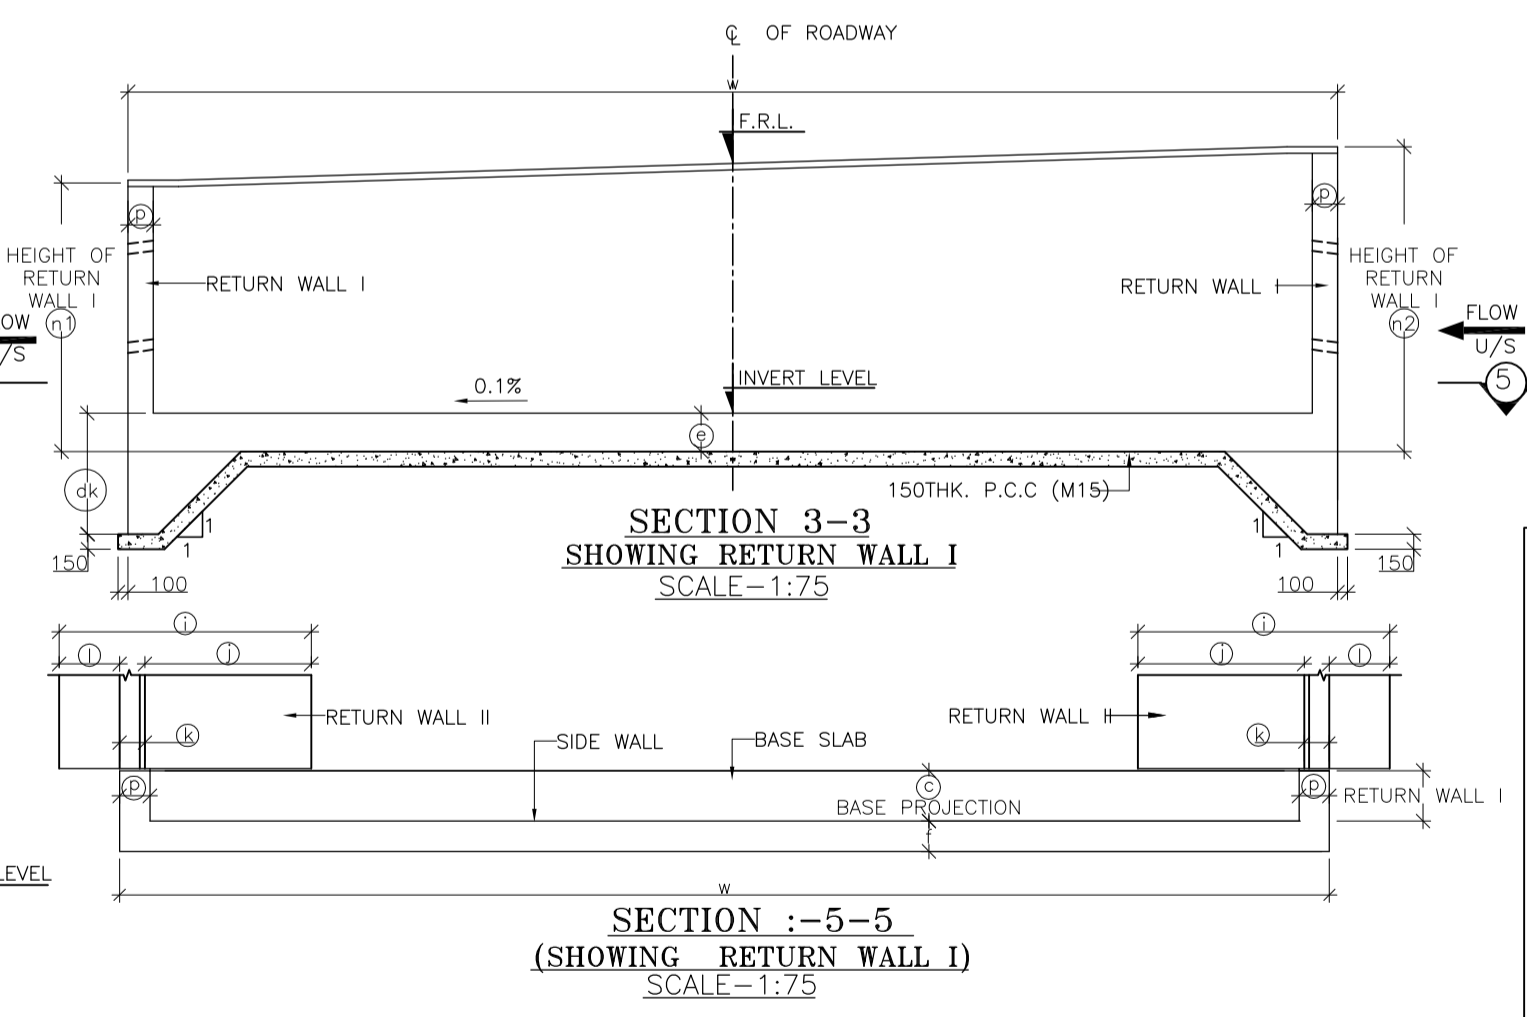 ℄ OF ROADWAY
w
F.R.L.
p
p
HEIGHT OF
RETURN
WALL I
n1
RETURN WALL I
RETURN WALL I
HEIGHT OF
RETURN
WALL I
n2
OW
/S
FLOW
U/S
5
0.1%
INVERT LEVEL
e
dk
150THK. P.C.C (M15)
1
1
1
1
150
100
100
150
SECTION 3-3
SHOWING RETURN WALL I
SCALE-1:75
i
i
l
j
j
l
RETURN WALL II
RETURN WALL II
k
k
SIDE WALL
BASE SLAB
p
c
p
RETURN WALL I
BASE PROJECTION
f
LEVEL
w
SECTION :-5-5
(SHOWING RETURN WALL I)
SCALE-1:75